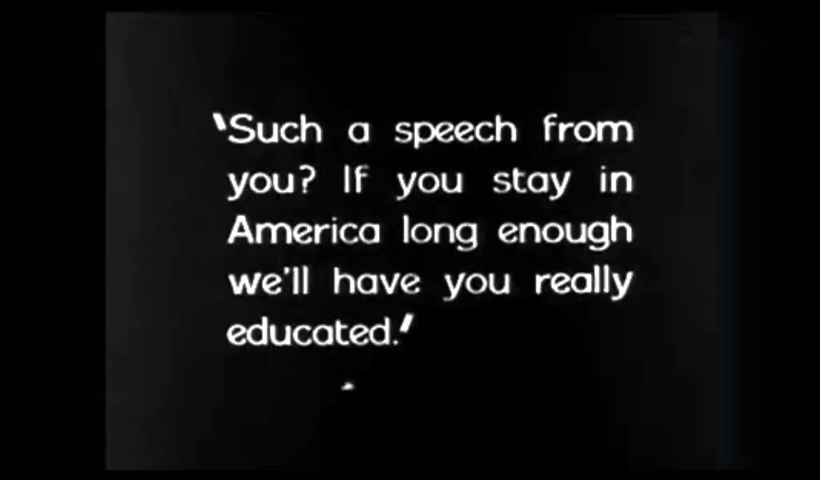 'Such a speech from
you? If you stay in
America long enough
we'll have you really
educated.'